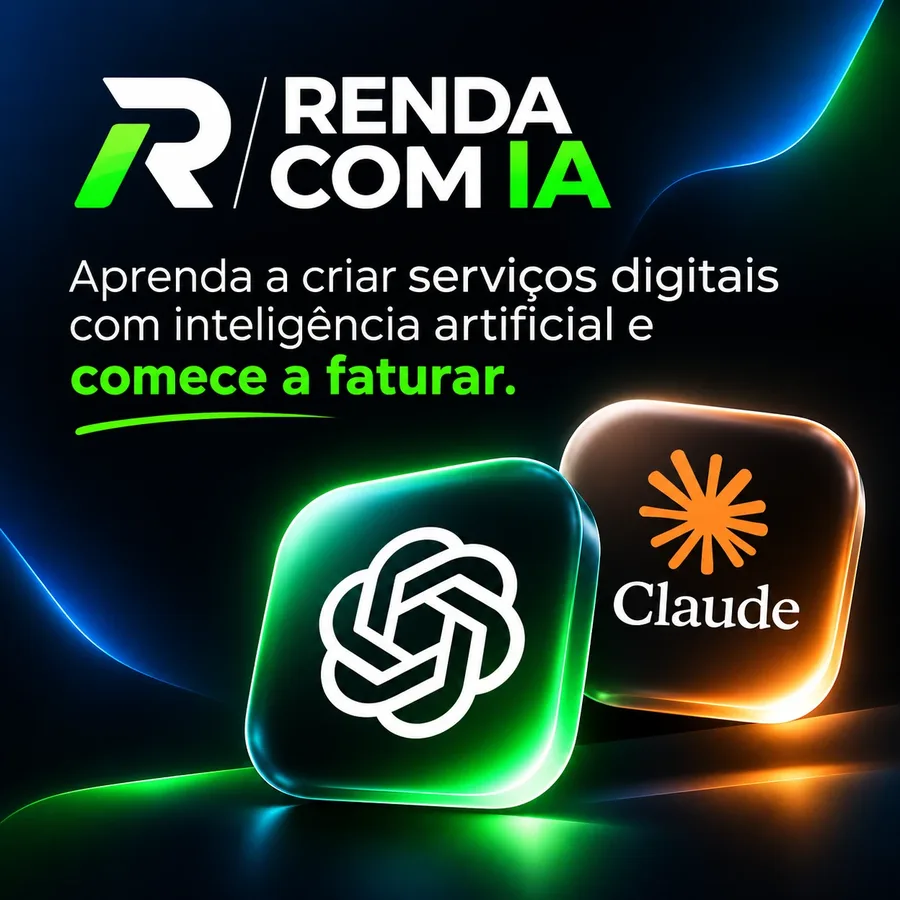 RENDA
COM IA
Aprenda a criar serviços digitais
com inteligência artificial e
comece a faturar.
Claude